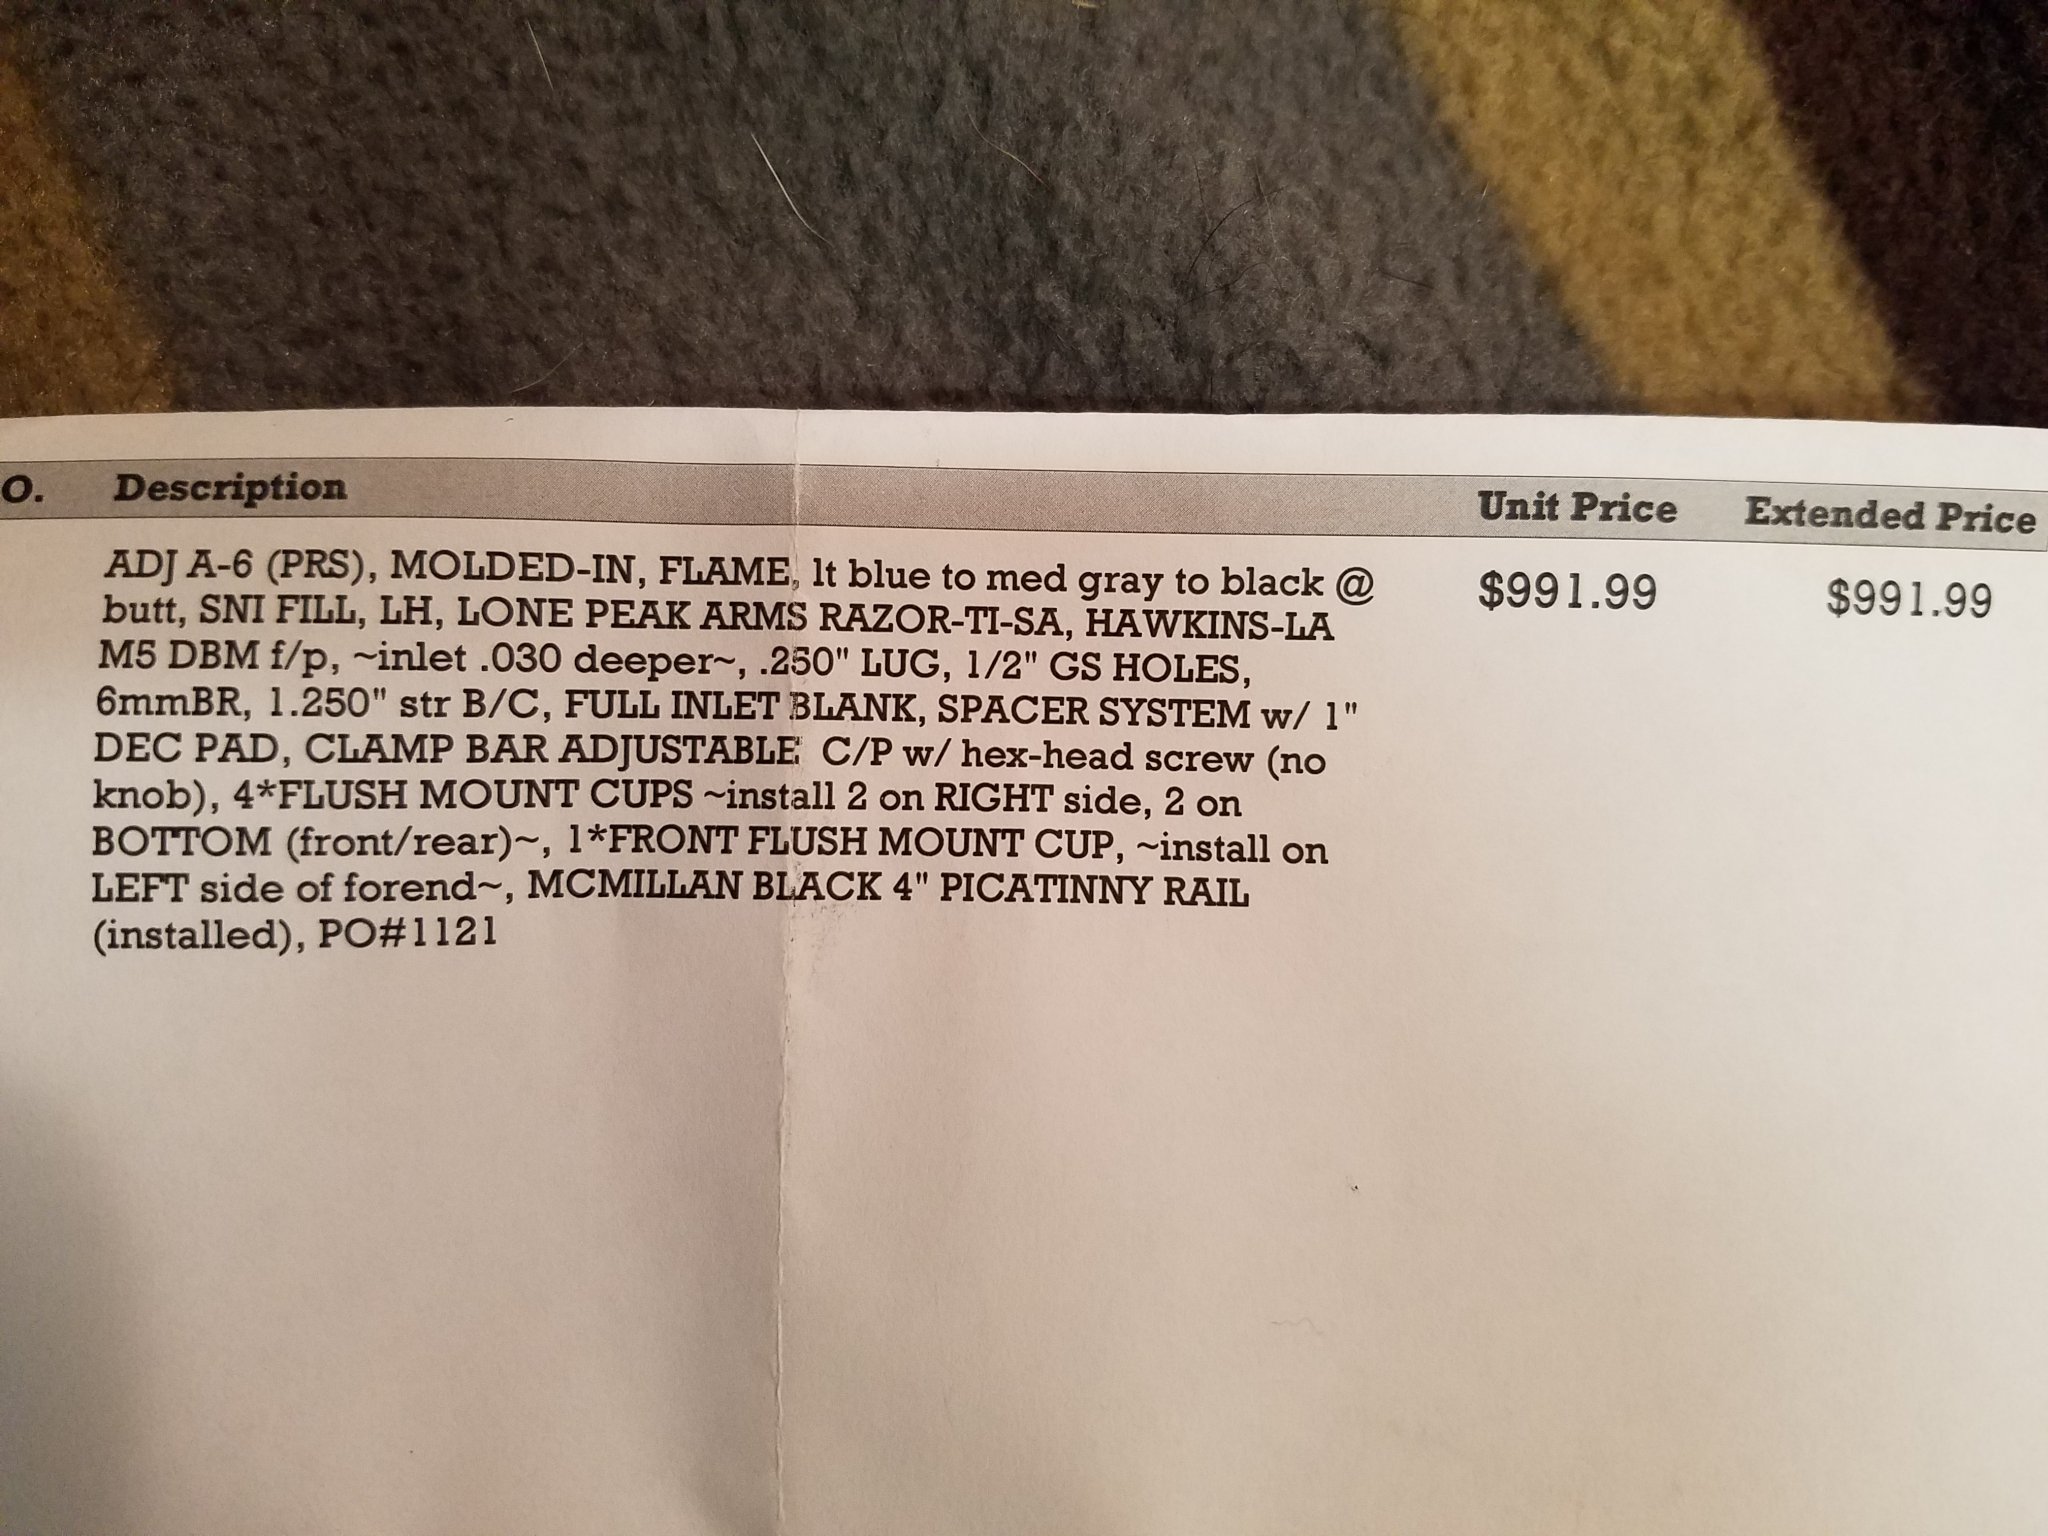 O. Description Unit Price Extended Price
ADJ A-6 (PRS), MOLDED-IN, FLAME, lt blue to med gray to black @ $991.99 $991.99
butt, SNI FILL, LH, LONE PEAK ARMS RAZOR-TI-SA, HAWKINS-LA
M5 DBM f/p, ~inlet .030 deeper~, .250" LUG, 1/2" GS HOLES,
6mmBR, 1.250" str B/C, FULL INLET BLANK, SPACER SYSTEM w/ 1"
DEC PAD, CLAMP BAR ADJUSTABLE C/P w/ hex-head screw (no
knob), 4*FLUSH MOUNT CUPS ~install 2 on RIGHT side, 2 on
BOTTOM (front/rear)~, 1*FRONT FLUSH MOUNT CUP, ~install on
LEFT side of forend~, MCMILLAN BLACK 4" PICATINNY RAIL
(installed), PO#1121